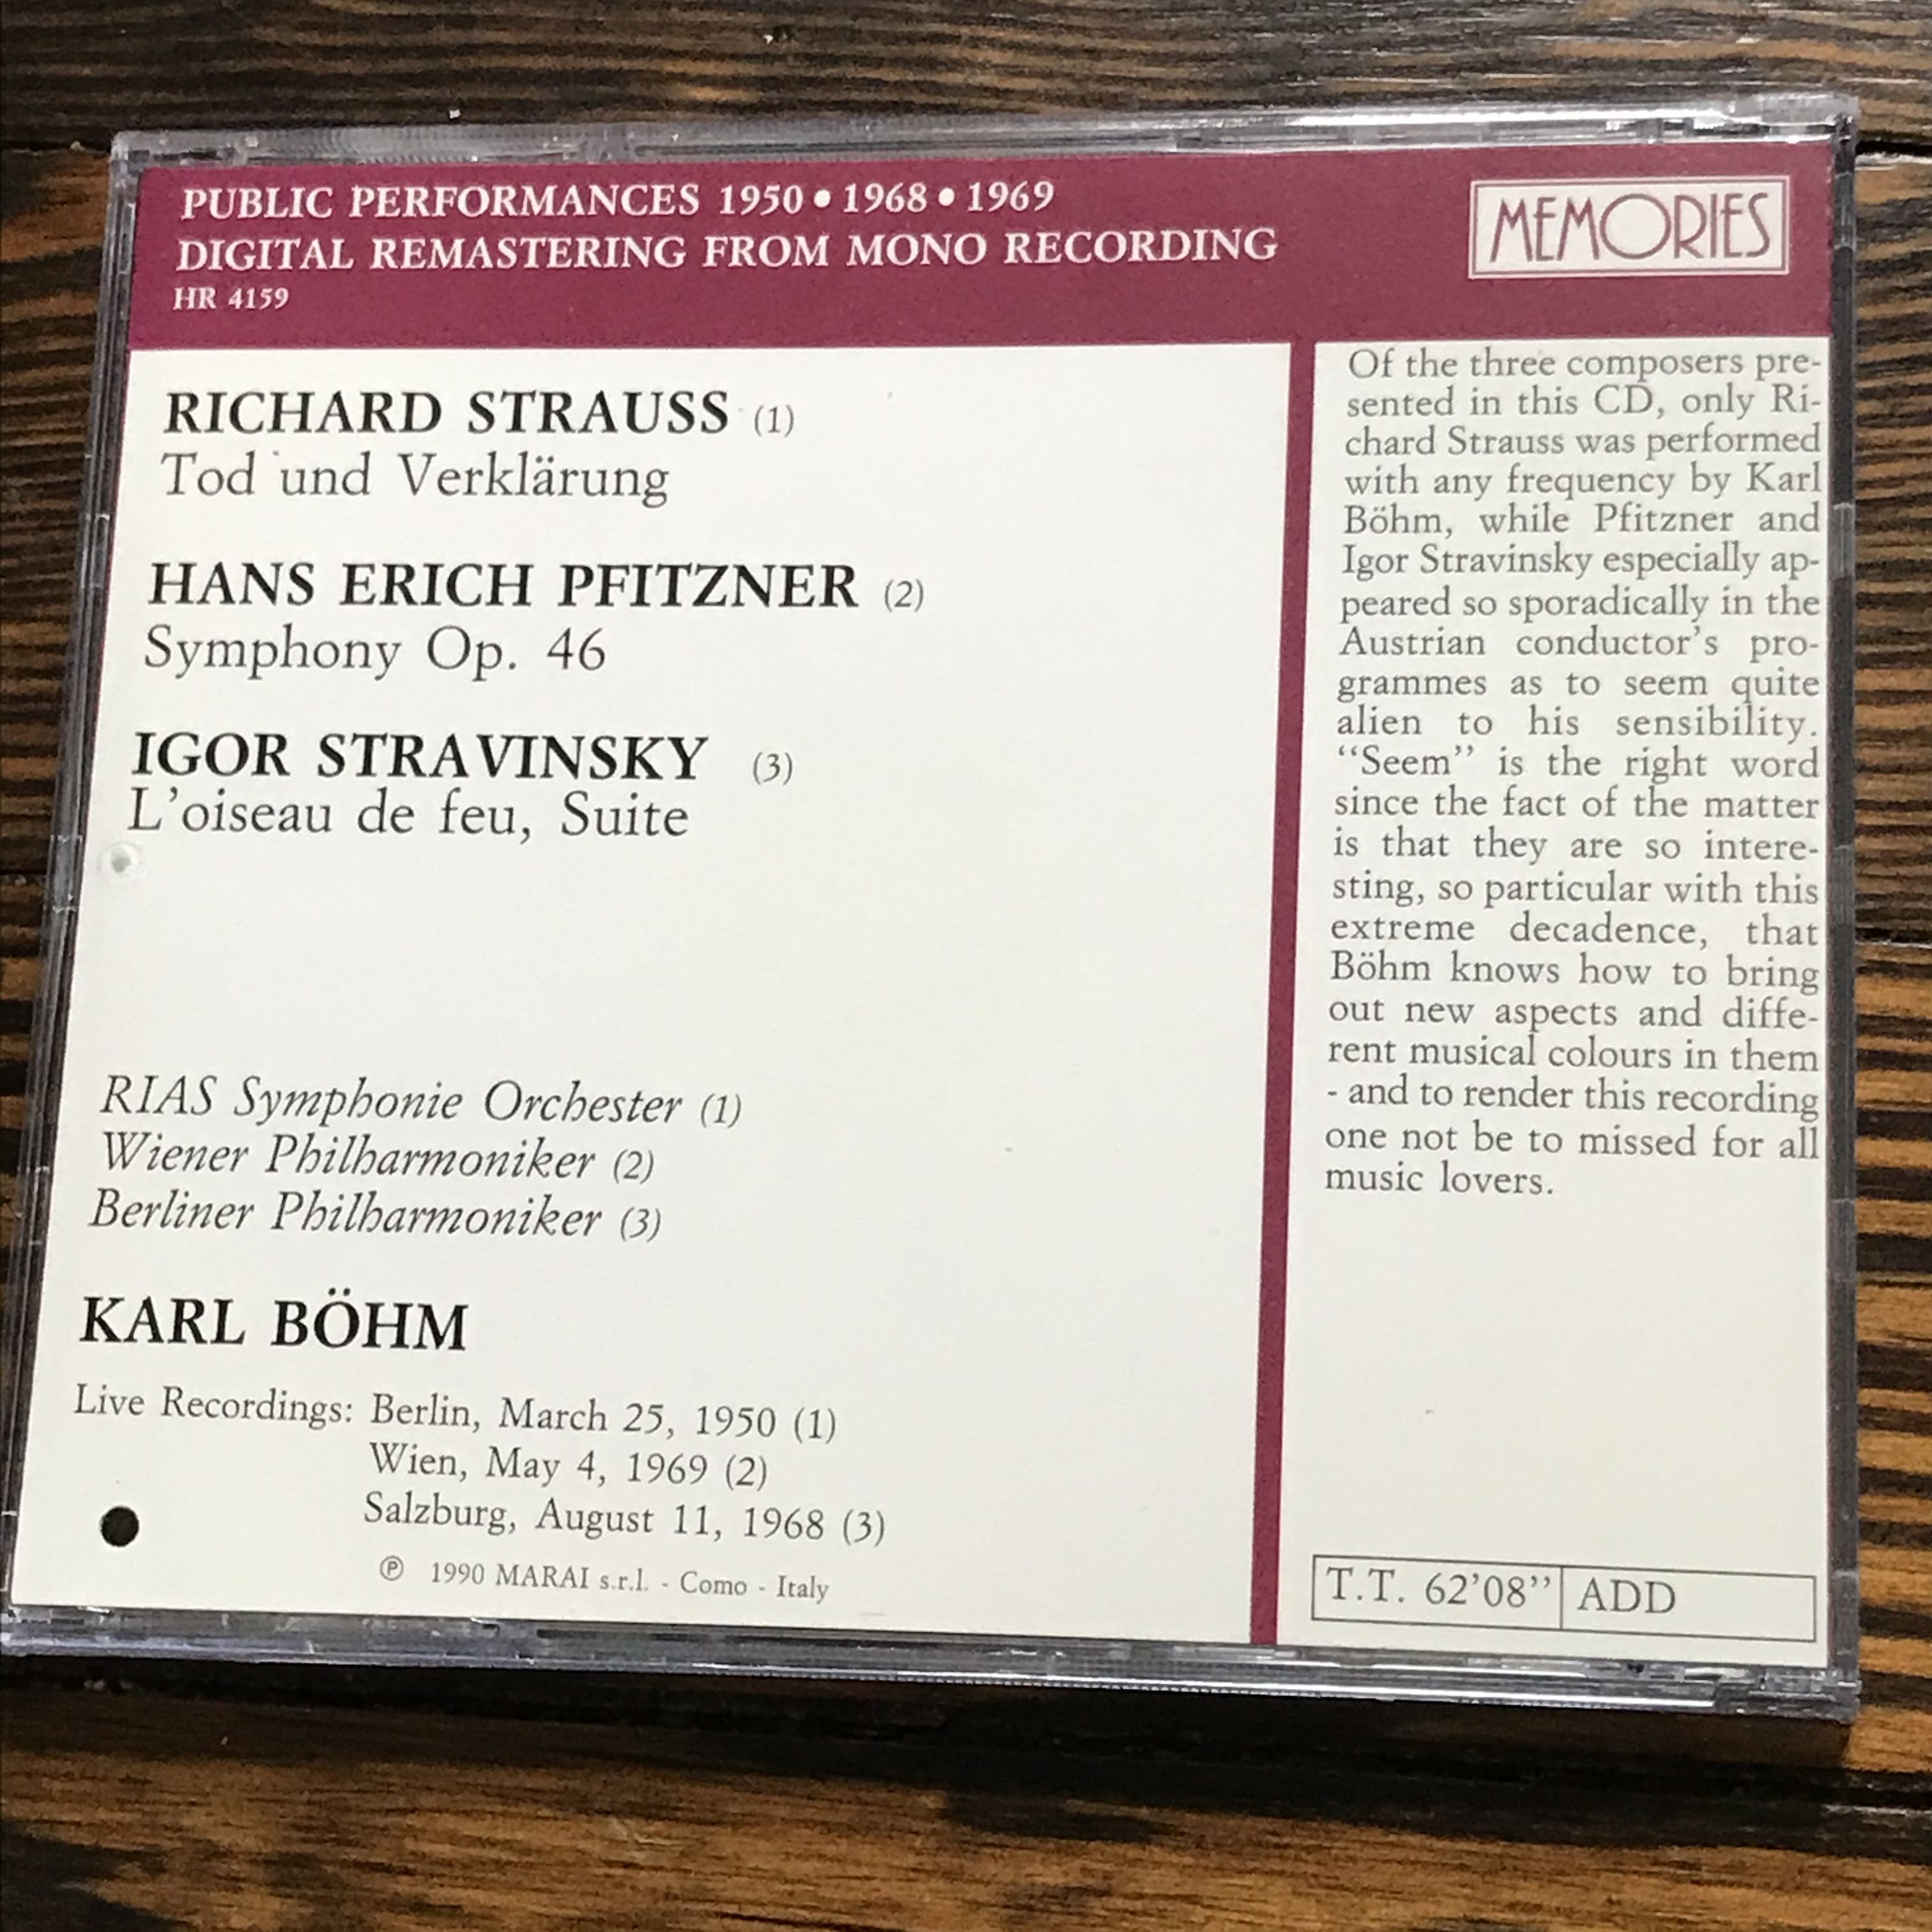 PUBLIC PERFORMANCES 1950 • 1968 • 1969
DIGITAL REMASTERING FROM MONO RECORDING
HR 4159
MEMORIES
RICHARD STRAUSS (1)
Tod und Verklärung
HANS ERICH PFITZNER (2)
Symphony Op. 46
IGOR STRAVINSKY (3)
L'oiseau de feu, Suite
RIAS Symphonie Orchester (1)
Wiener Philharmoniker (2)
Berliner Philharmoniker (3)
KARL BÖHM
Live Recordings: Berlin, March 25, 1950 (1)
Wien, May 4, 1969 (2)
Salzburg, August 11, 1968 (3)
℗ 1990 MARAI s.r.l. - Como - Italy
Of the three composers pre-
sented in this CD, only Ri-
chard Strauss was performed
with any frequency by Karl
Böhm, while Pfitzner and
Igor Stravinsky especially ap-
peared so sporadically in the
Austrian conductor's pro-
grammes as to seem quite
alien to his sensibility.
“Seem” is the right word
since the fact of the matter
is that they are so intere-
sting, so particular with this
extreme decadence, that
Böhm knows how to bring
out new aspects and diffe-
rent musical colours in them
- and to render this recording
one not be to missed for all
music lovers.
T.T. 62'08’’ ADD